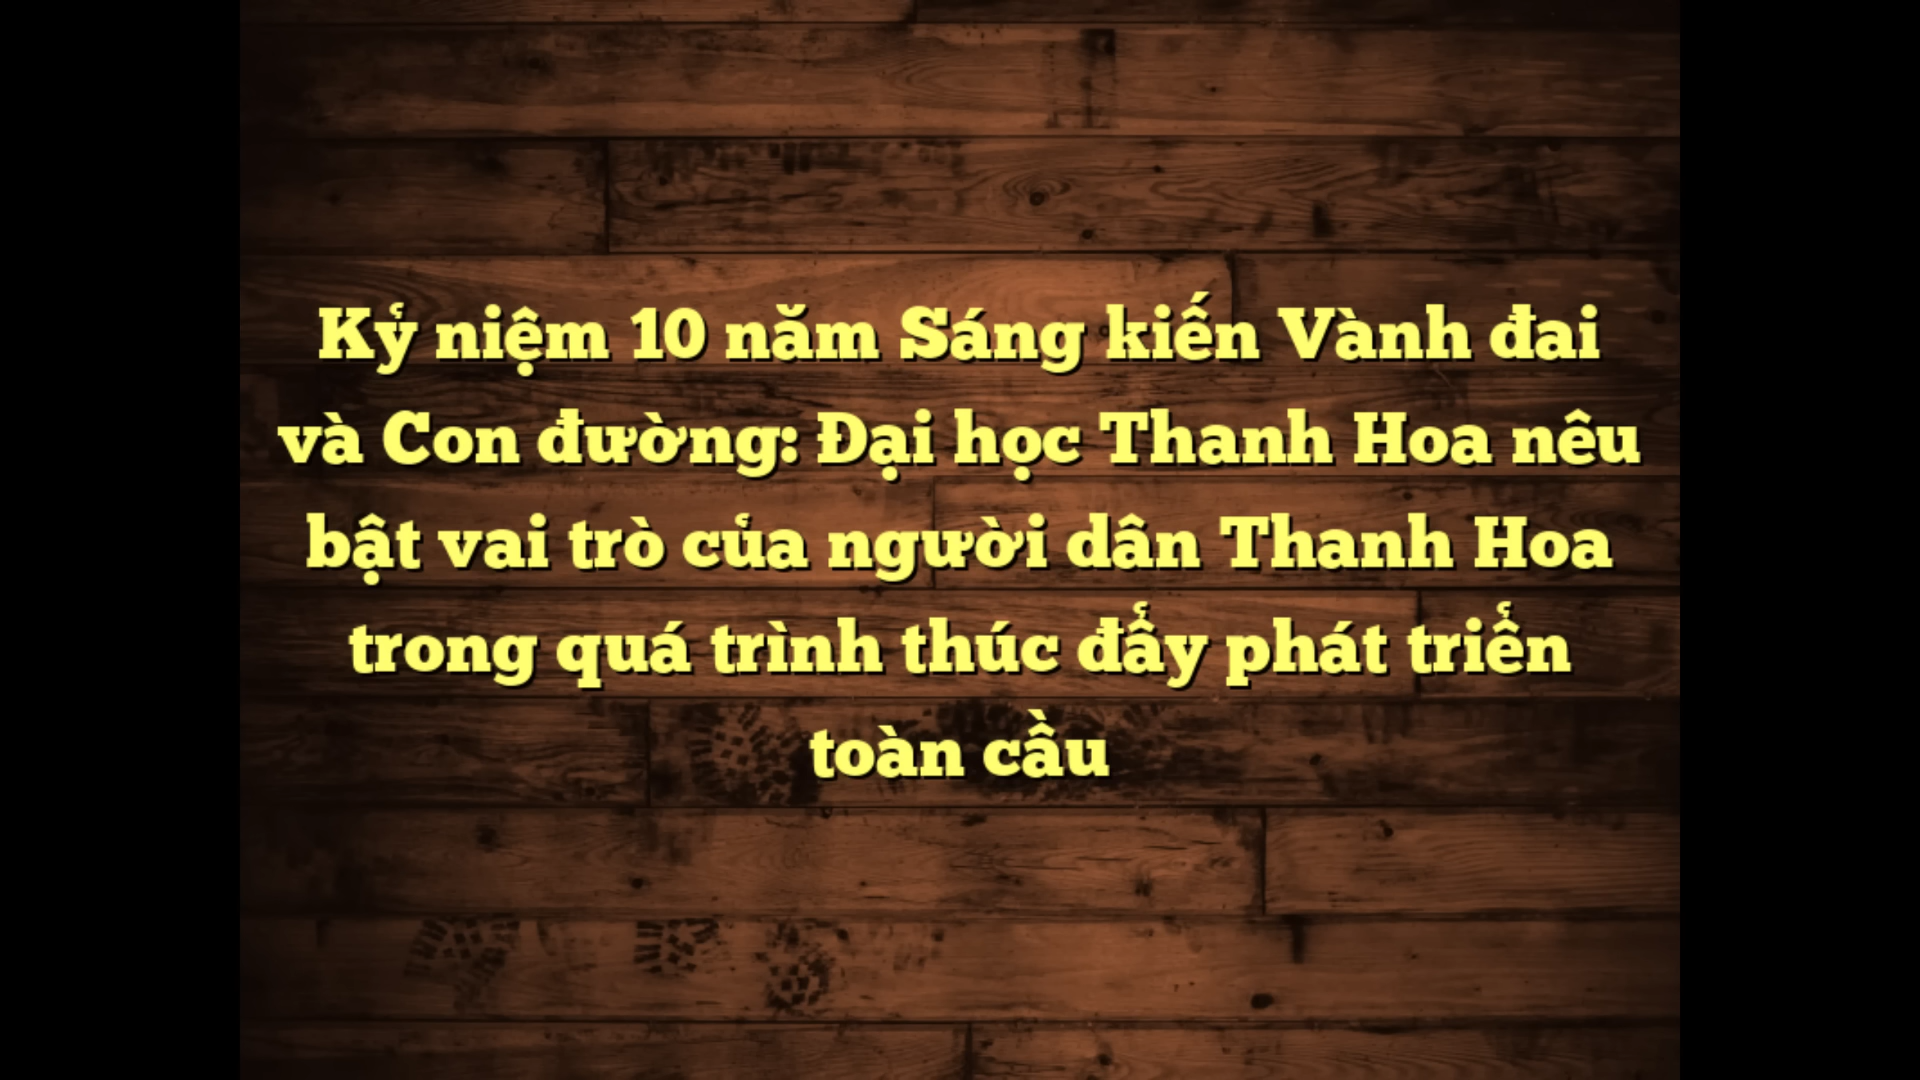 Kỷ niệm 10 năm Sáng kiến Vành đai
và Con đường: Đại học Thanh Hoa nêu
bật vai trò của người dân Thanh Hoa
trong quá trình thúc đẩy phát triển
toàn cầu